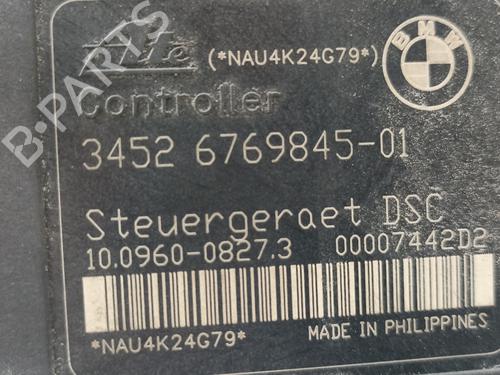 Ate (*NAU4K24G79*)
BMW
Controller
3452 6769845-01
Steuergeraet DSC
10.0960-0827.3 00007442D2
*NAU4K24G79* MADE IN PHILIPPINES
B-PARTS